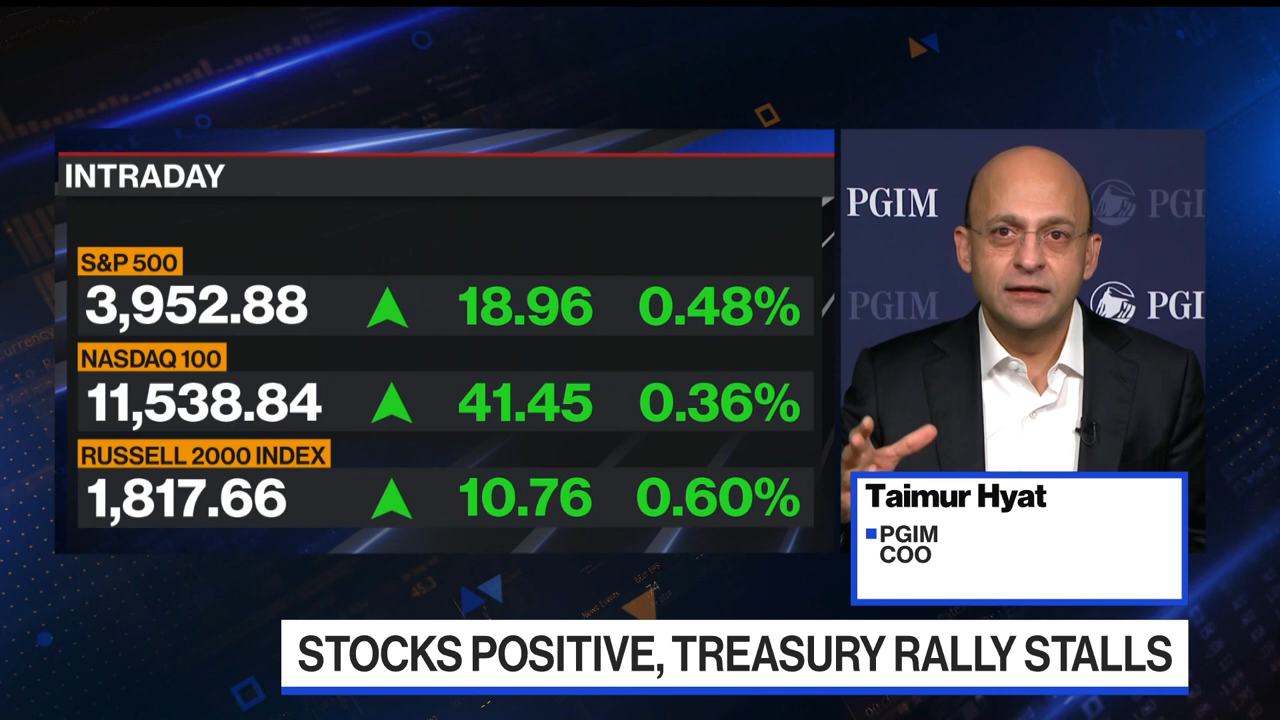 INTRADAY
S&P 500
3,952.88 ▲ 18.96 0.48%
NASDAQ 100
11,538.84 ▲ 41.45 0.36%
RUSSELL 2000 INDEX
1,817.66 ▲ 10.76 0.60%
PGIM PGI
PGIM PGI
Taimur Hyat
PGIM
COO
STOCKS POSITIVE, TREASURY RALLY STALLS